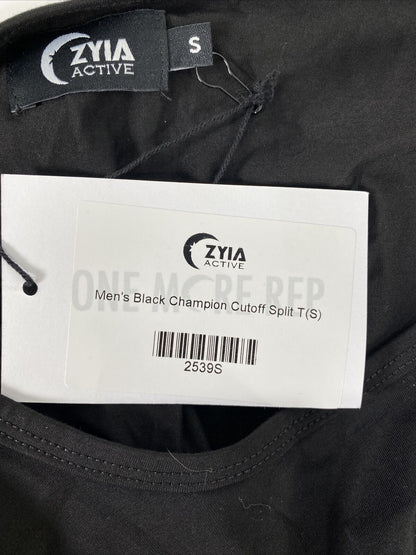 ZYIA
ACTIVE
S
ZYIA
ACTIVE
ONE MORE REP
Men's Black Champion Cutoff Split T(S)
2539S